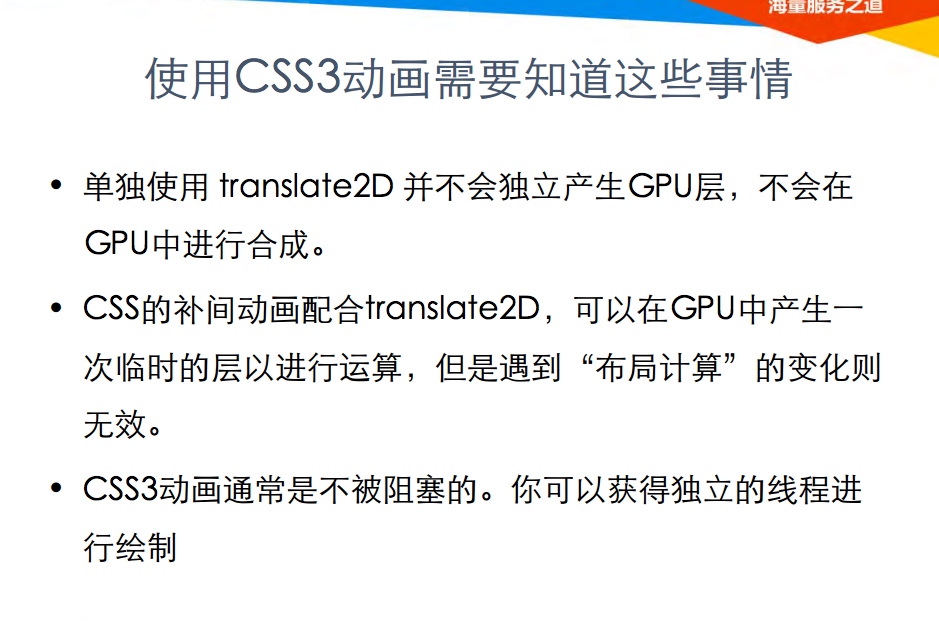 海量服务之道
使用CSS3动画需要知道这些事情
• 单独使用 translate2D 并不会独立产生GPU层，不会在
GPU中进行合成。
• CSS的补间动画配合translate2D，可以在GPU中产生一
次临时的层以进行运算，但是遇到“布局计算”的变化则
无效。
• CSS3动画通常是不被阻塞的。你可以获得独立的线程进
行绘制